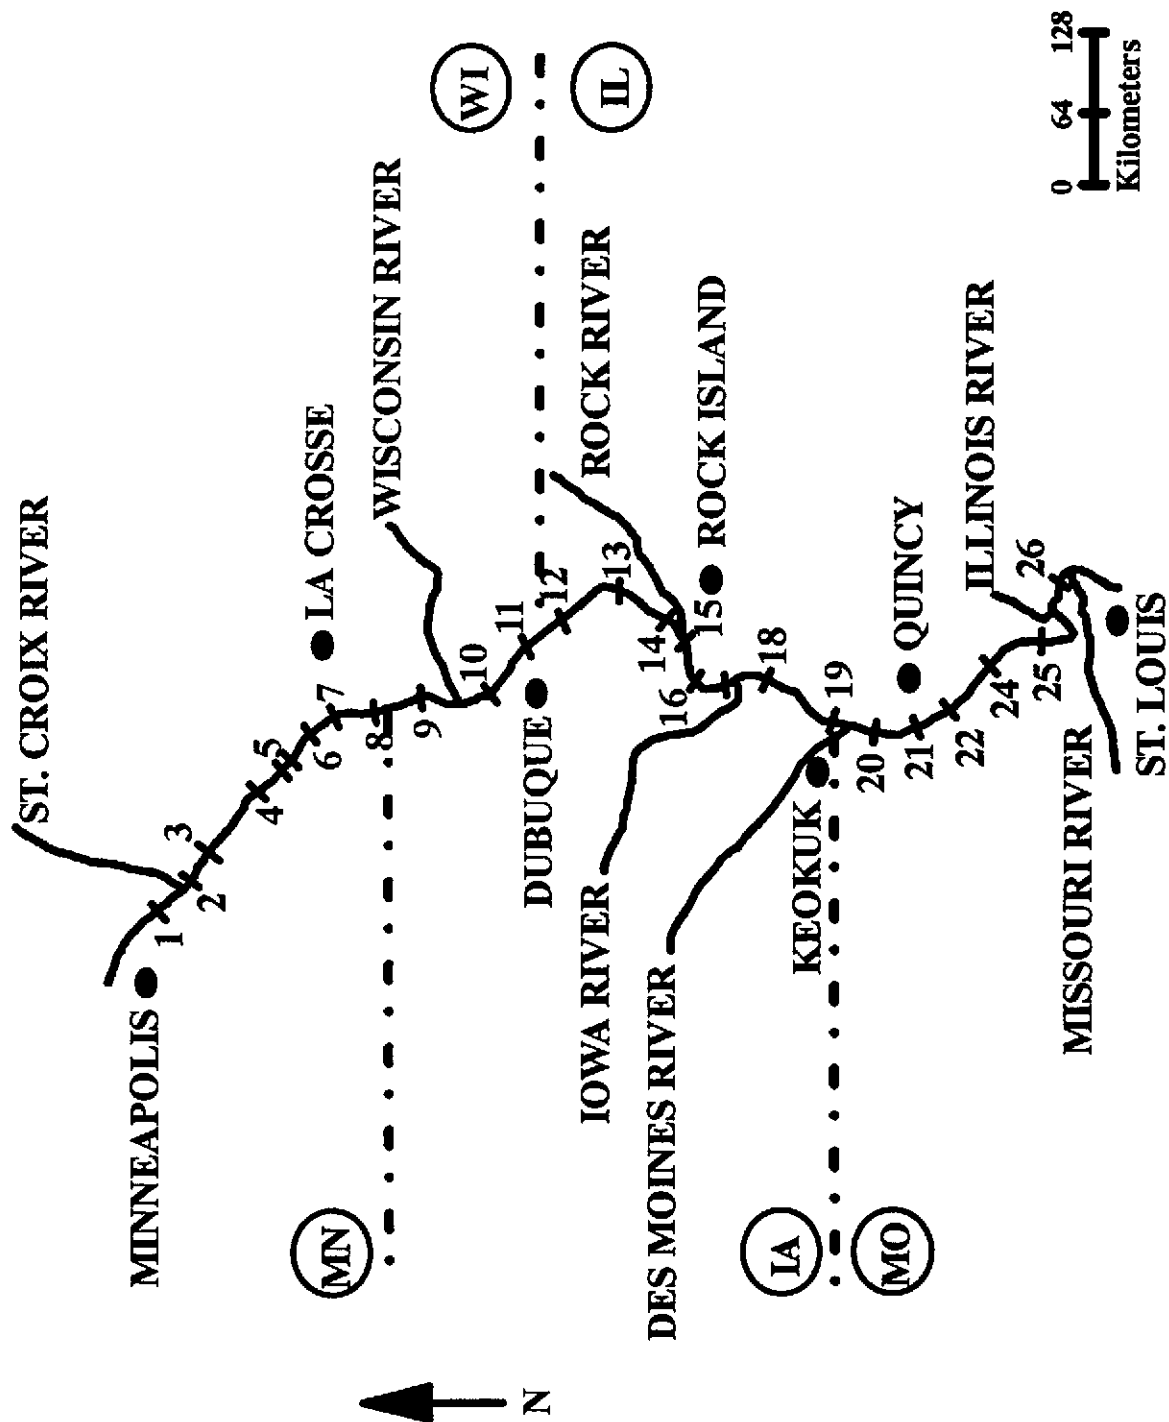 ST. CROIX RIVER
MINNEAPOLIS
1
2
3
4
5
5
6
7
8
9
10
11
12
13
14
15
16
18
19
20
21
22
24
25
26
LA CROSSE
WISCONSIN RIVER
MN
WI
IL
DUBUQUE
ROCK RIVER
IOWA RIVER
ROCK ISLAND
DES MOINES RIVER
KEOKUK
IA
MO
QUINCY
ILLINOIS RIVER
MISSOURI RIVER
ST. LOUIS
N
0 64 128
Kilometers